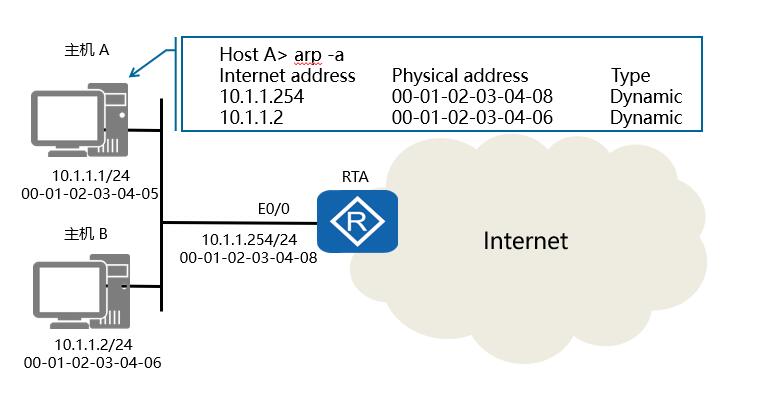 主机 A
Host A> arp -a
Internet address Physical address Type
10.1.1.254 00-01-02-03-04-08 Dynamic
10.1.1.2 00-01-02-03-04-06 Dynamic
10.1.1.1/24
00-01-02-03-04-05
RTA
E0/0
R
10.1.1.254/24
00-01-02-03-04-08
Internet
主机 B
10.1.1.2/24
00-01-02-03-04-06